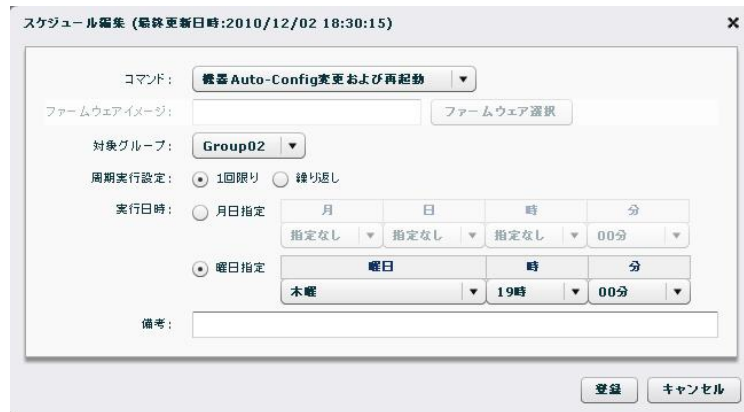 スケジュール編集 (最終更新日時:2010/12/02 18:30:15)
コマンド: 機器Auto-Config変更および再起動
ファームウェアイメージ: ファームウェア選択
対象グループ: Group02
周期実行設定: 1回限り 繰り返し
実行日時: 月日指定 月 日 時 分
指定なし 指定なし 指定なし 00分
曜日指定 曜日 時 分
木曜 19時 00分
備考:
登録 キャンセル